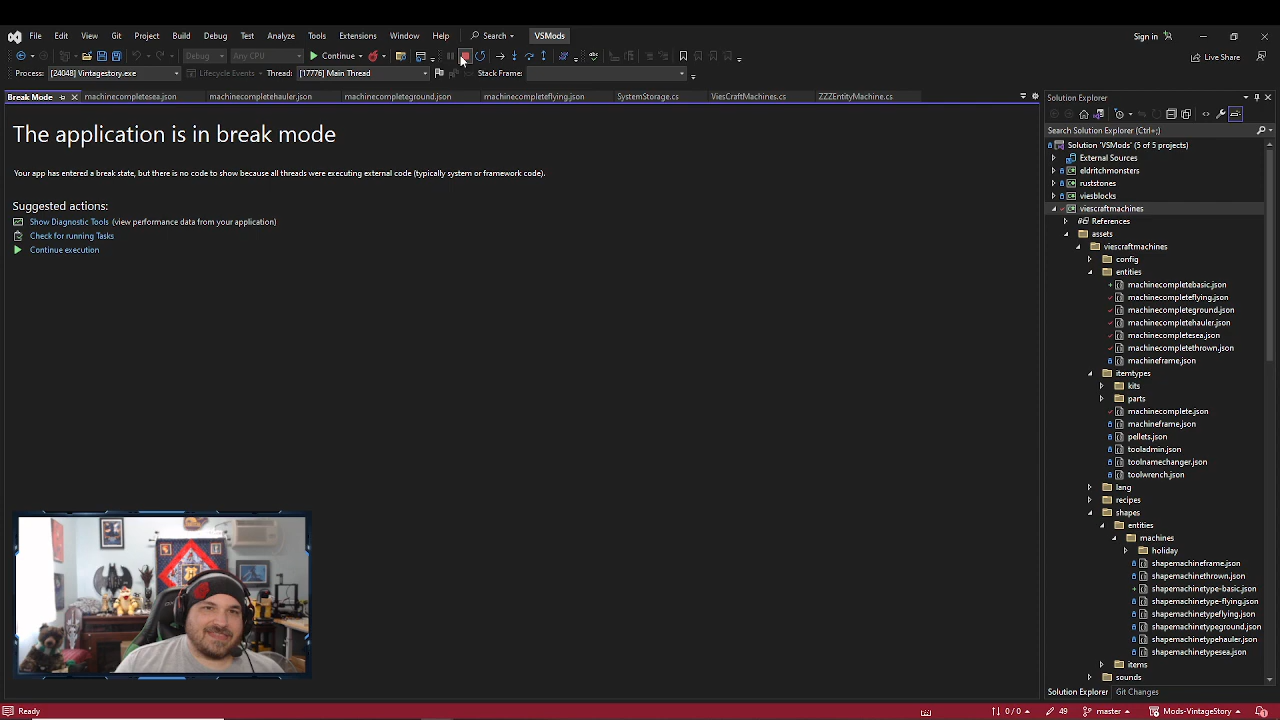 File Edit View Git Project Build Debug Test Analyze Tools Extensions Window Help Search VSMods Sign in
Debug Any CPU Continue Live Share
Process: [24048] Vintagestory.exe Lifecycle Events Thread: [17776] Main Thread Stack Frame:
Break Mode machinecompletesea.json machinecompletehauler.json machinecompleteground.json machinecompleteflying.json SystemStorage.cs ViesCraftMachines.cs ZZZEntityMachine.cs
The application is in break mode
Your app has entered a break state, but there is no code to show because all threads were executing external code (typically system or framework code).
Suggested actions:
Show Diagnostic Tools (view performance data from your application)
Check for running Tasks
Continue execution
Solution Explorer
Search Solution Explorer (Ctrl+;)
Solution 'VSMods' (5 of 5 projects)
External Sources
eldritchmonsters
ruststones
viesblocks
viescraftmachines
References
assets
viescraftmachines
config
entities
machinecompletebasic.json
machinecompleteflying.json
machinecompleteground.json
machinecompletehauler.json
machinecompletesea.json
machinecompletethrown.json
machineframe.json
itemtypes
kits
parts
machinecomplete.json
machineframe.json
pellets.json
tooladmin.json
toolnamechanger.json
toolwrench.json
lang
recipes
shapes
entities
machines
holiday
shapemachineframe.json
shapemachinethrown.json
shapemachinetype-basic.json
shapemachinetype-flying.json
shapemachinetypeflying.json
shapemachinetypeground.json
shapemachinetypehauler.json
shapemachinetypesea.json
items
sounds
Solution Explorer Git Changes
Ready 0 / 0 49 master Mods-VintageStory